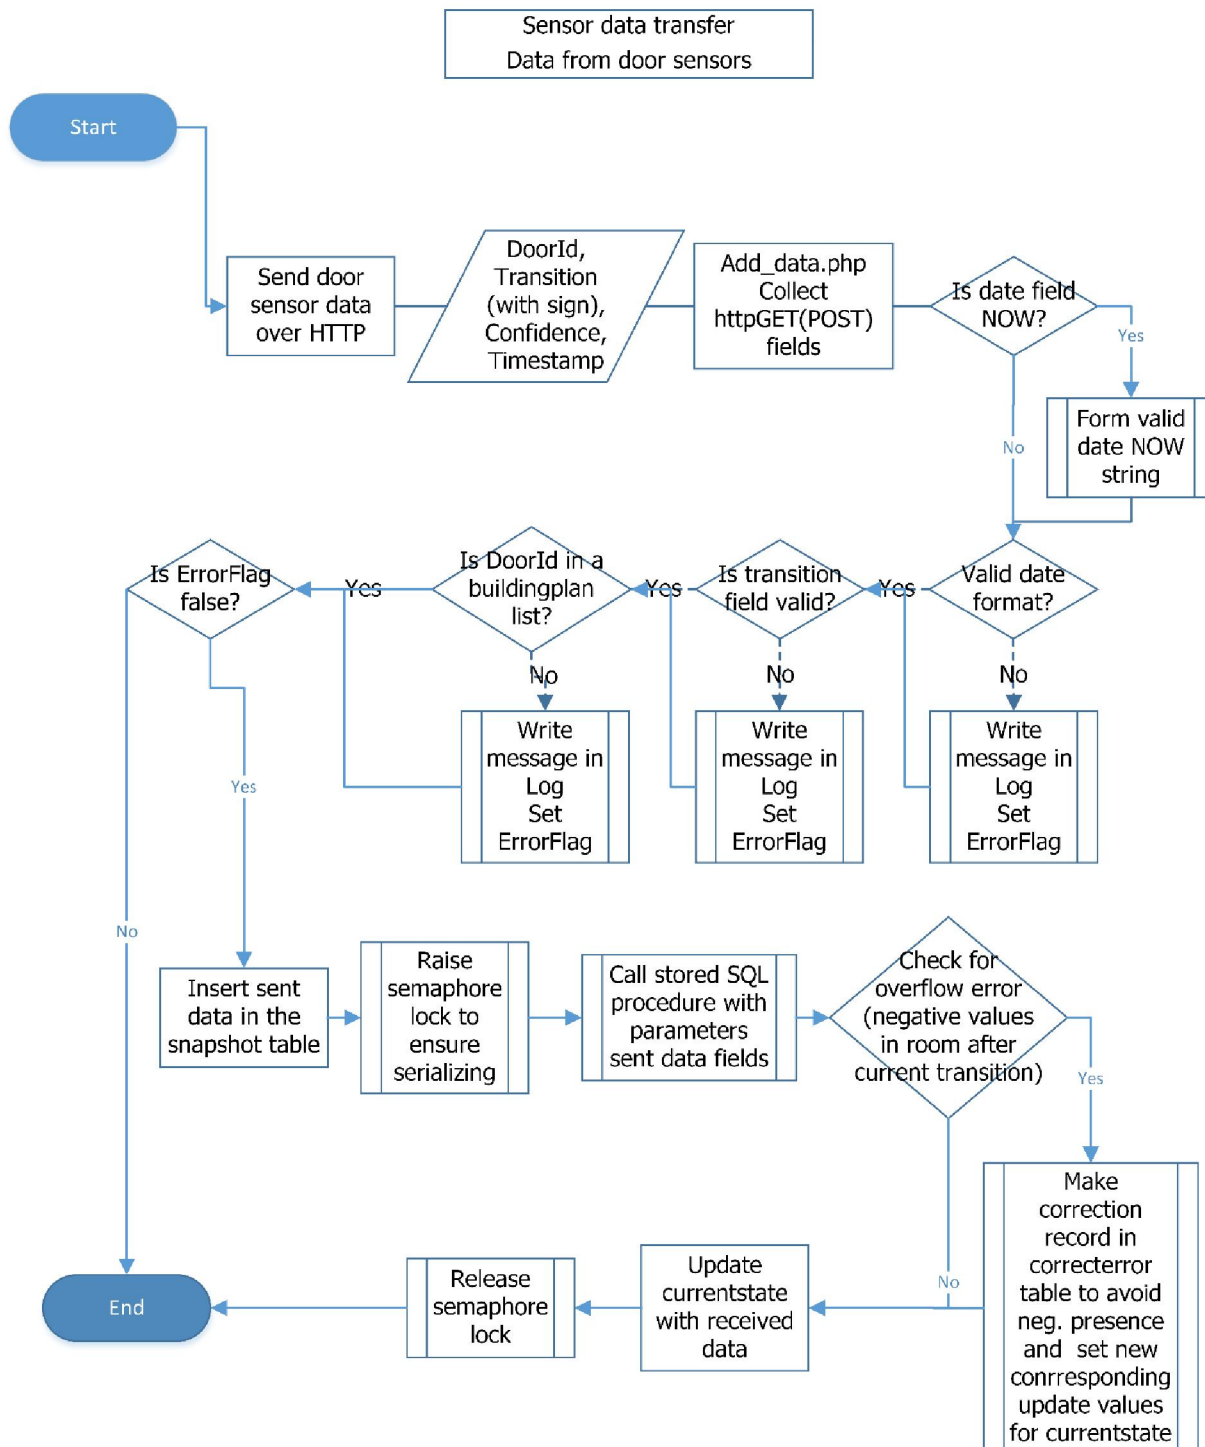 Sensor data transfer
Data from door sensors
Start
Send door
sensor data
over HTTP
DoorId,
Transition
(with sign),
Confidence,
Timestamp
Add_data.php
Collect
httpGET(POST)
fields
Is date field
NOW?
Yes
No
Form valid
date NOW
string
Valid date
format?
Yes
No
Write
message in
Log
Set
ErrorFlag
Is transition
field valid?
Yes
No
Write
message in
Log
Set
ErrorFlag
Is DoorId in a
buildingplan
list?
Yes
No
Write
message in
Log
Set
ErrorFlag
Is ErrorFlag
false?
Yes
No
Insert sent
data in the
snapshot table
Raise
semaphore
lock to
ensure
serializing
Call stored SQL
procedure with
parameters
sent data fields
Check for
overflow error
(negative values
in room after
current transition)
Yes
No
Make
correction
record in
correcterror
table to avoid
neg. presence
and  set new
conrresponding
update values
for currentstate
Update
currentstate
with received
data
Release
semaphore
lock
End